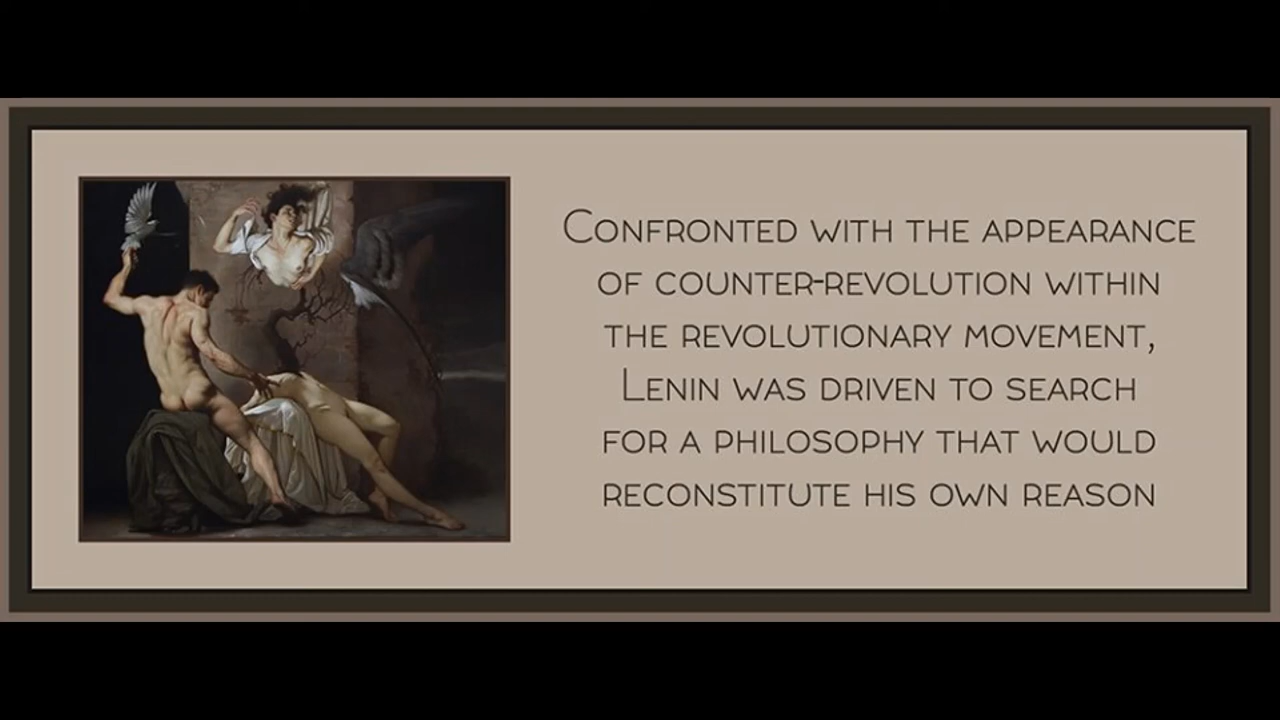 Confronted with the appearance
of counter-revolution within
the revolutionary movement,
Lenin was driven to search
for a philosophy that would
reconstitute his own reason